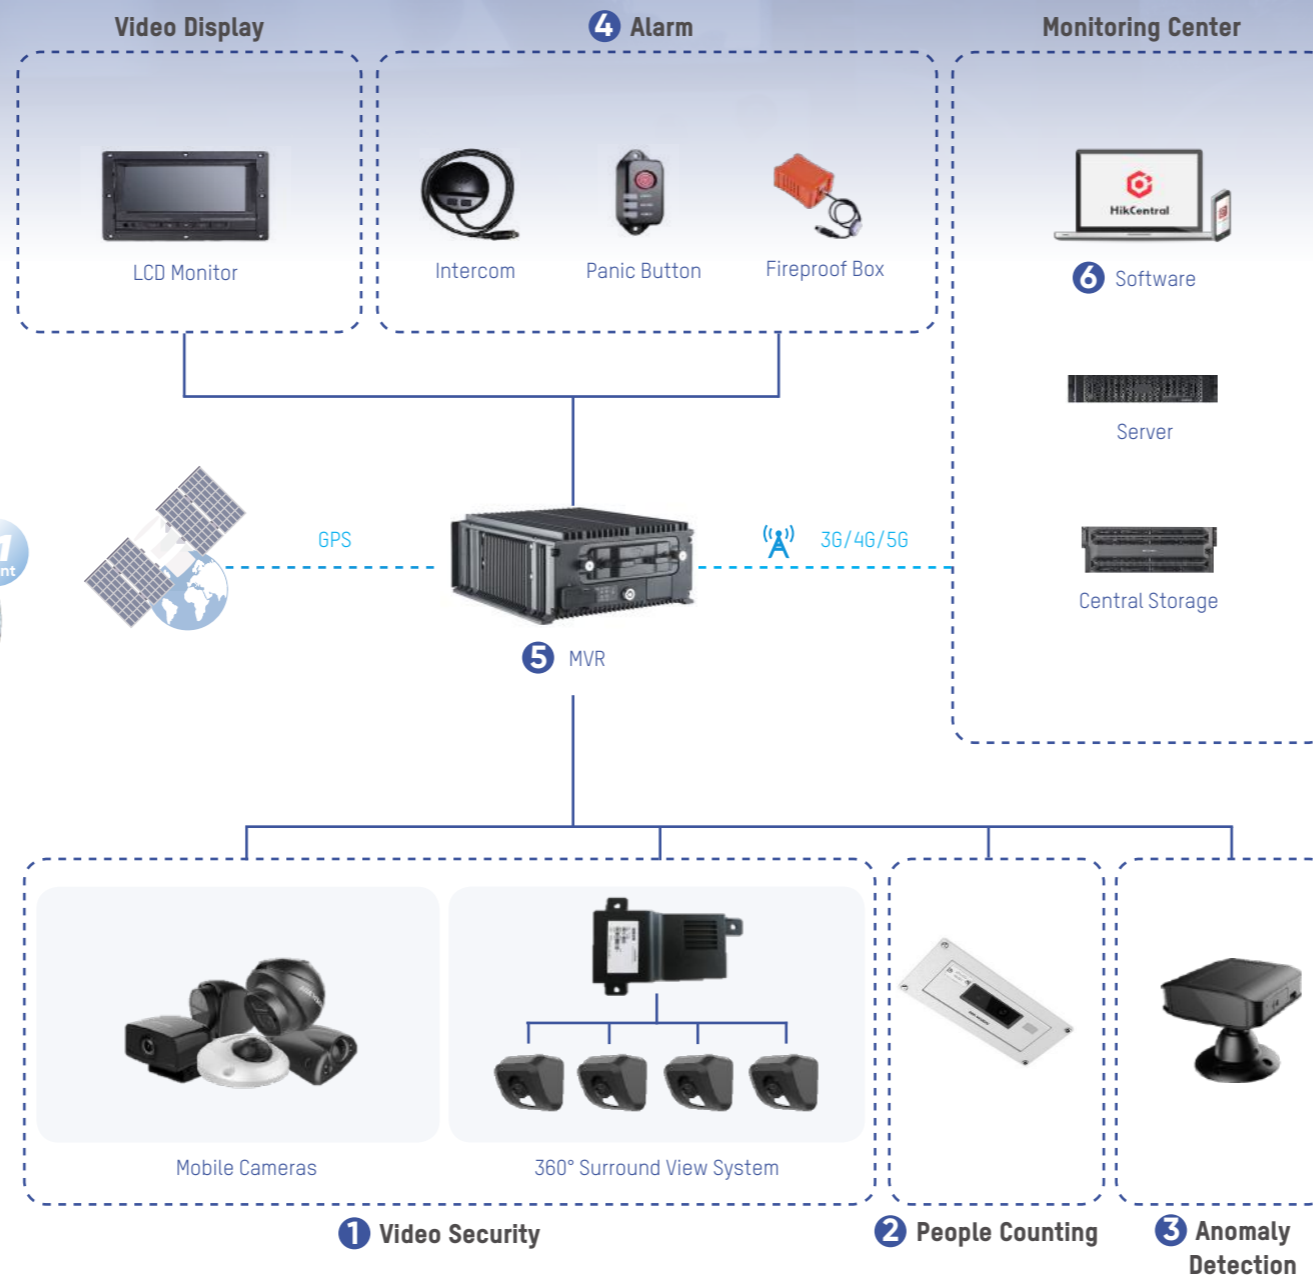 Video Display
4 Alarm
Monitoring Center
LCD Monitor
Intercom
Panic Button
Fireproof Box
HikCentral
6 Software
Server
Central Storage
GPS
3G/4G/5G
1
nt
5 MVR
Mobile Cameras
360° Surround View System
1 Video Security
2 People Counting
3 Anomaly
Detection